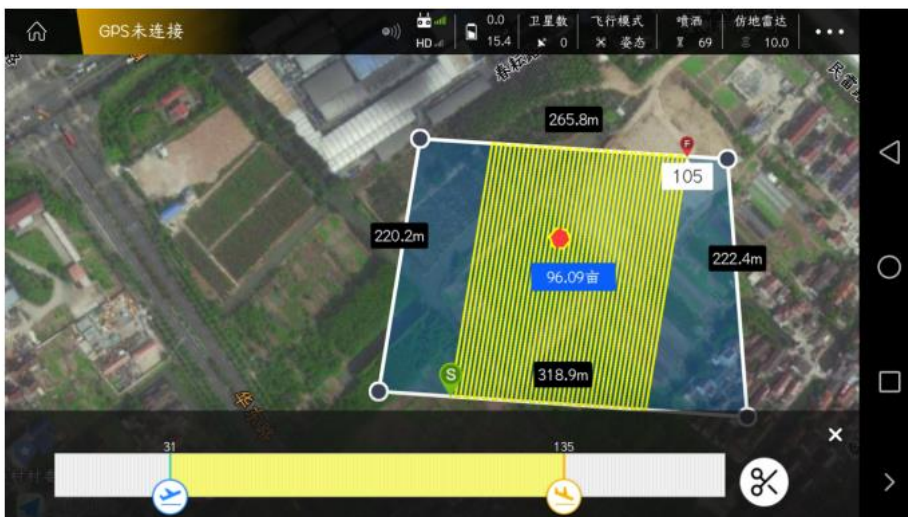 GPS未连接
HD
0.0
15.4
卫星数
0
飞行模式
姿态
喷洒
69
仿地雷达
10.0
265.8m
F
105
220.2m
222.4m
96.09亩
S
318.9m
31
135